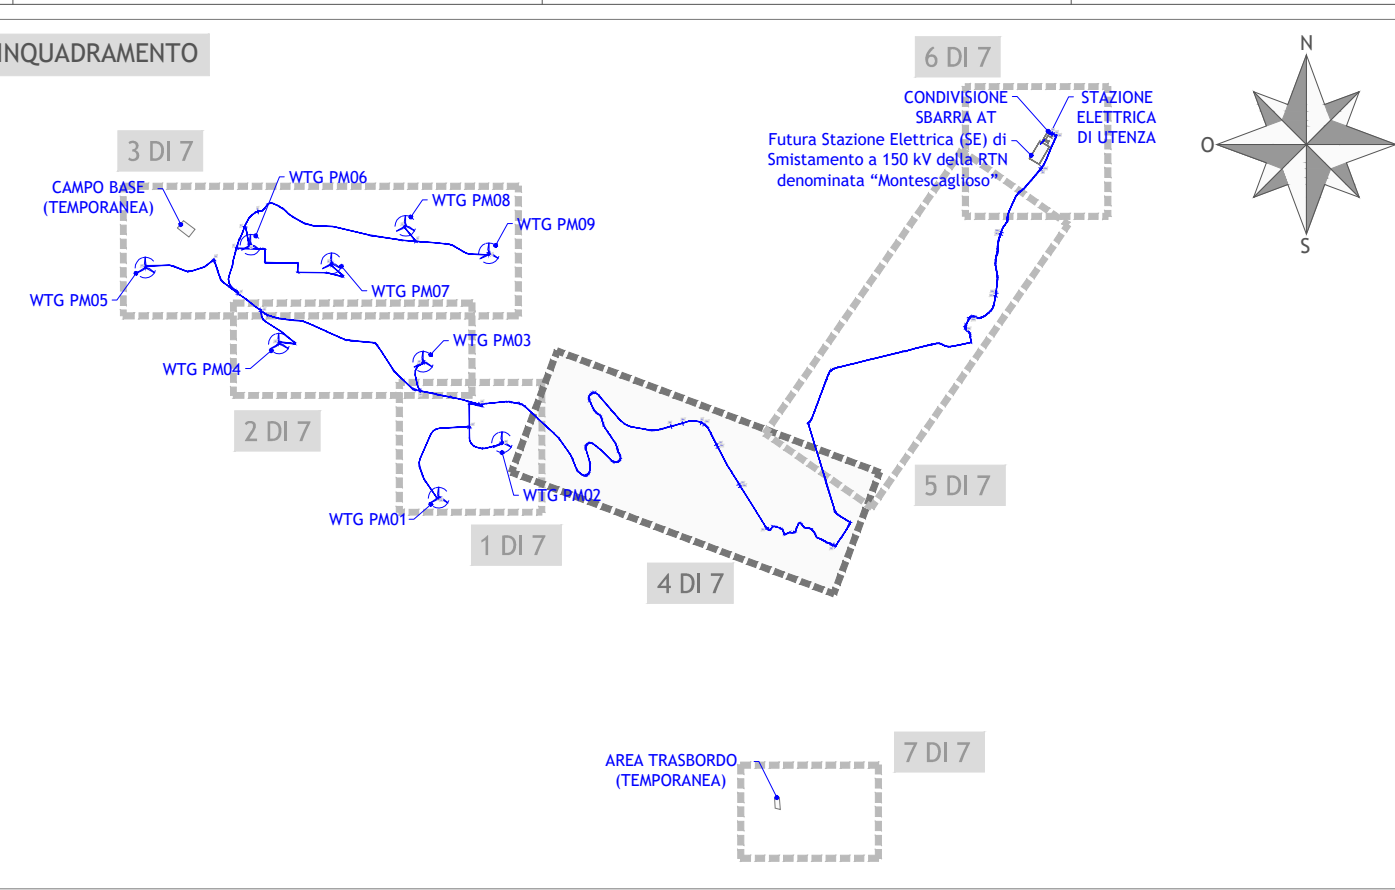 INQUADRAMENTO
6 DI 7
N
CONDIVISIONE
SBARRA AT
STAZIONE
ELETTRICA
DI UTENZA
Futura Stazione Elettrica (SE) di
Smistamento a 150 kV della RTN
denominata “Montescaglioso”
O
S
3 DI 7
CAMPO BASE
(TEMPORANEA)
WTG PM06
WTG PM08
WTG PM09
WTG PM05
WTG PM07
WTG PM03
WTG PM04
2 DI 7
WTG PM02
WTG PM01
1 DI 7
5 DI 7
4 DI 7
AREA TRASBORDO
(TEMPORANEA)
7 DI 7